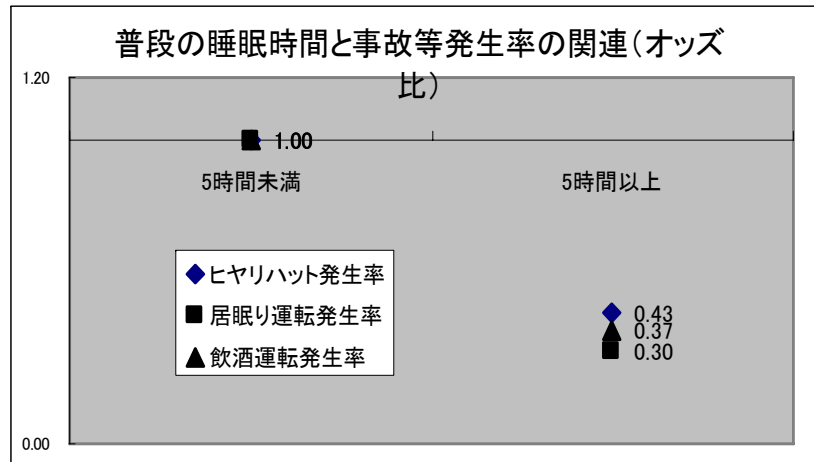 普段の睡眠時間と事故等発生率の関連(オッズ
比)
1.20
1.00
5時間未満
5時間以上
ヒヤリハット発生率
居眠り運転発生率
飲酒運転発生率
0.43
0.37
0.30
0.00